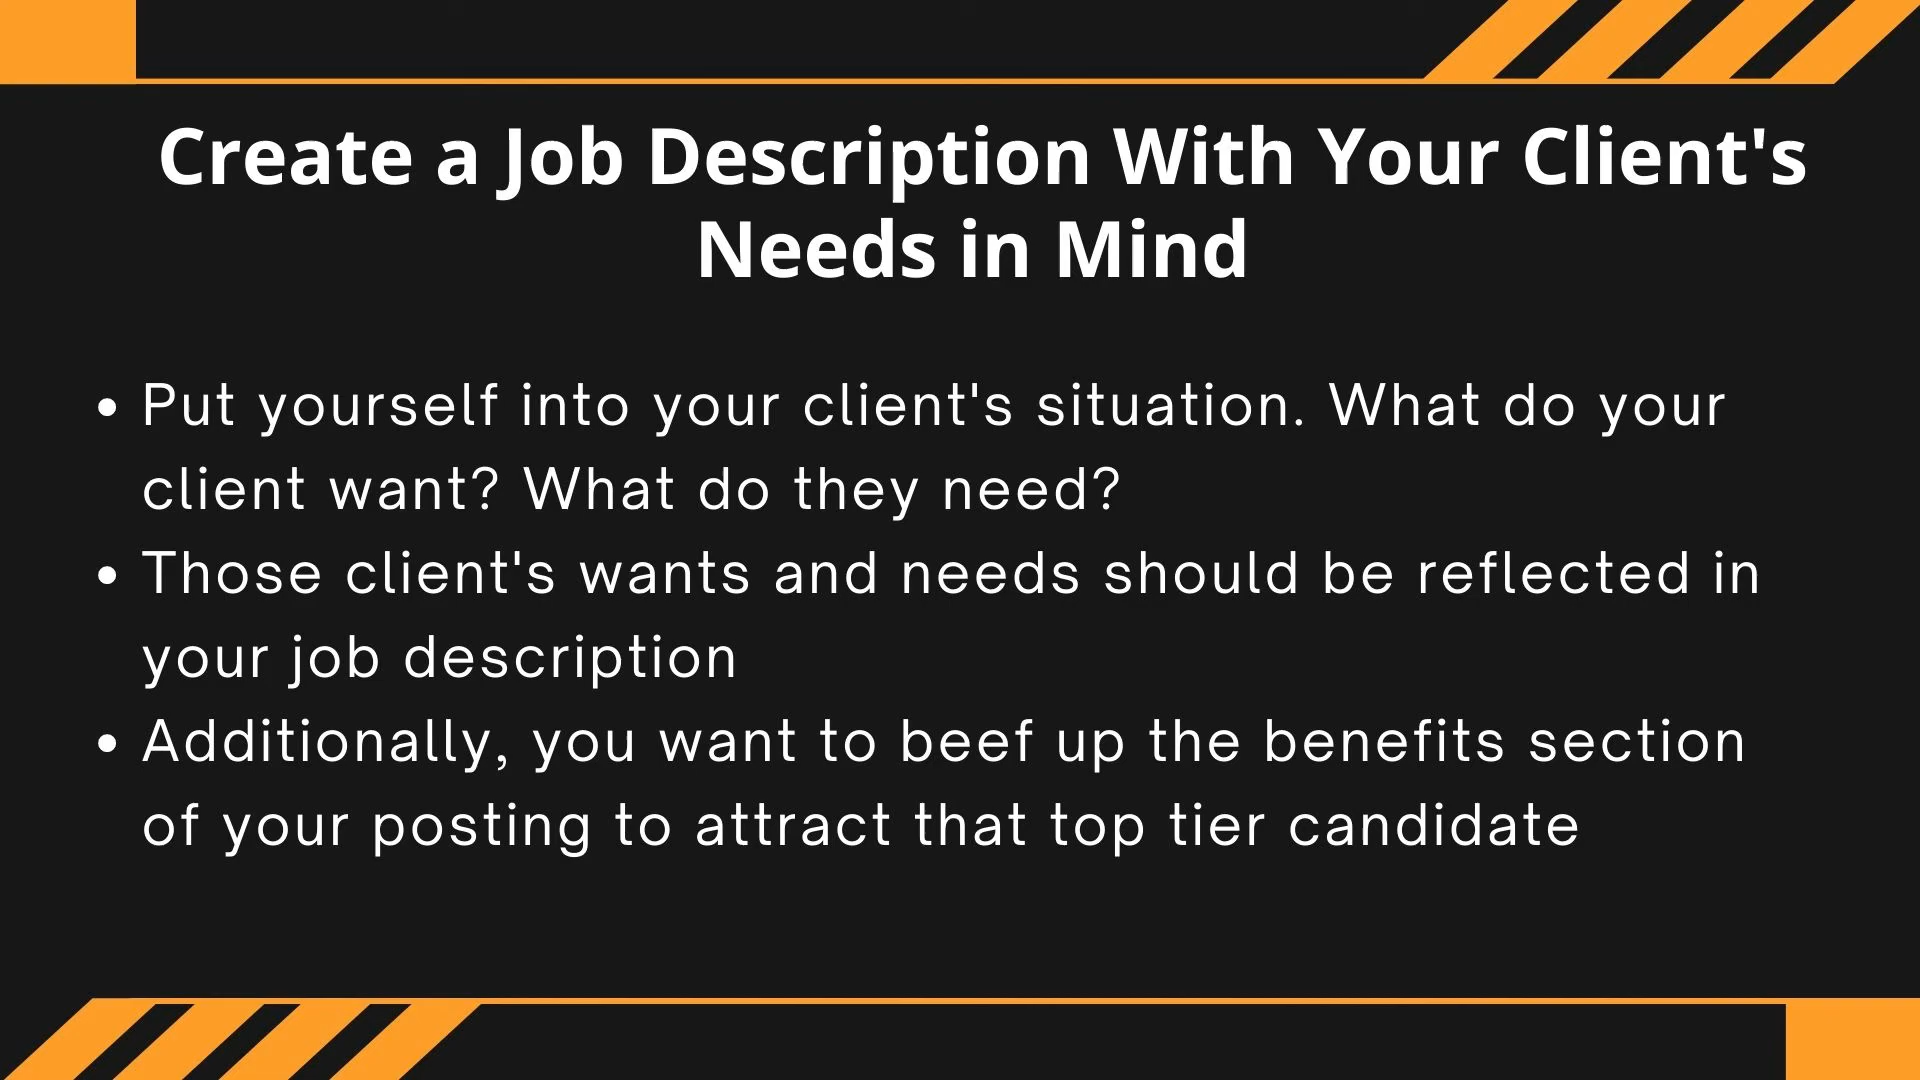 Create a Job Description With Your Client's
Needs in Mind
• Put yourself into your client's situation. What do your
client want? What do they need?
• Those client's wants and needs should be reflected in
your job description
• Additionally, you want to beef up the benefits section
of your posting to attract that top tier candidate